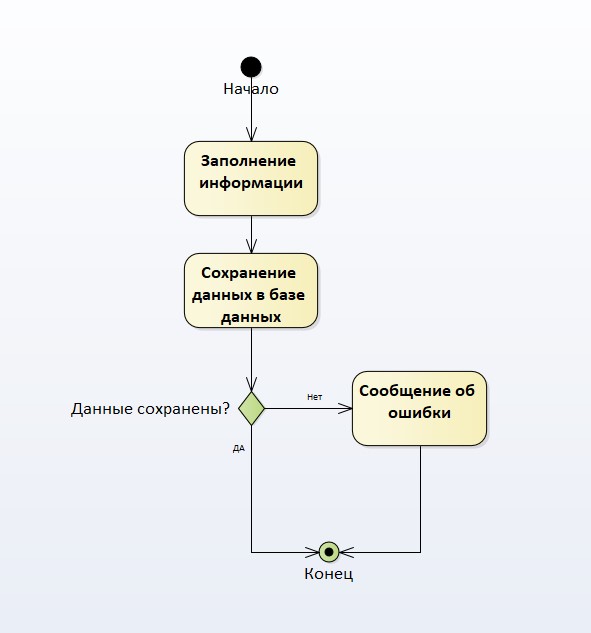 Начало
Заполнение
информации
Сохранение
данных в базе
данных
Данные сохранены?
Нет
Сообщение об
ошибки
ДА
Конец